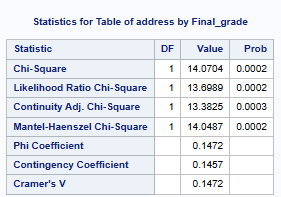 Statistics for Table of address by Final_grade
Statistic DF Value Prob
Chi-Square 1 14.0704 0.0002
Likelihood Ratio Chi-Square 1 13.6989 0.0002
Continuity Adj. Chi-Square 1 13.3825 0.0003
Mantel-Haenszel Chi-Square 1 14.0487 0.0002
Phi Coefficient 0.1472
Contingency Coefficient 0.1457
Cramer's V 0.1472